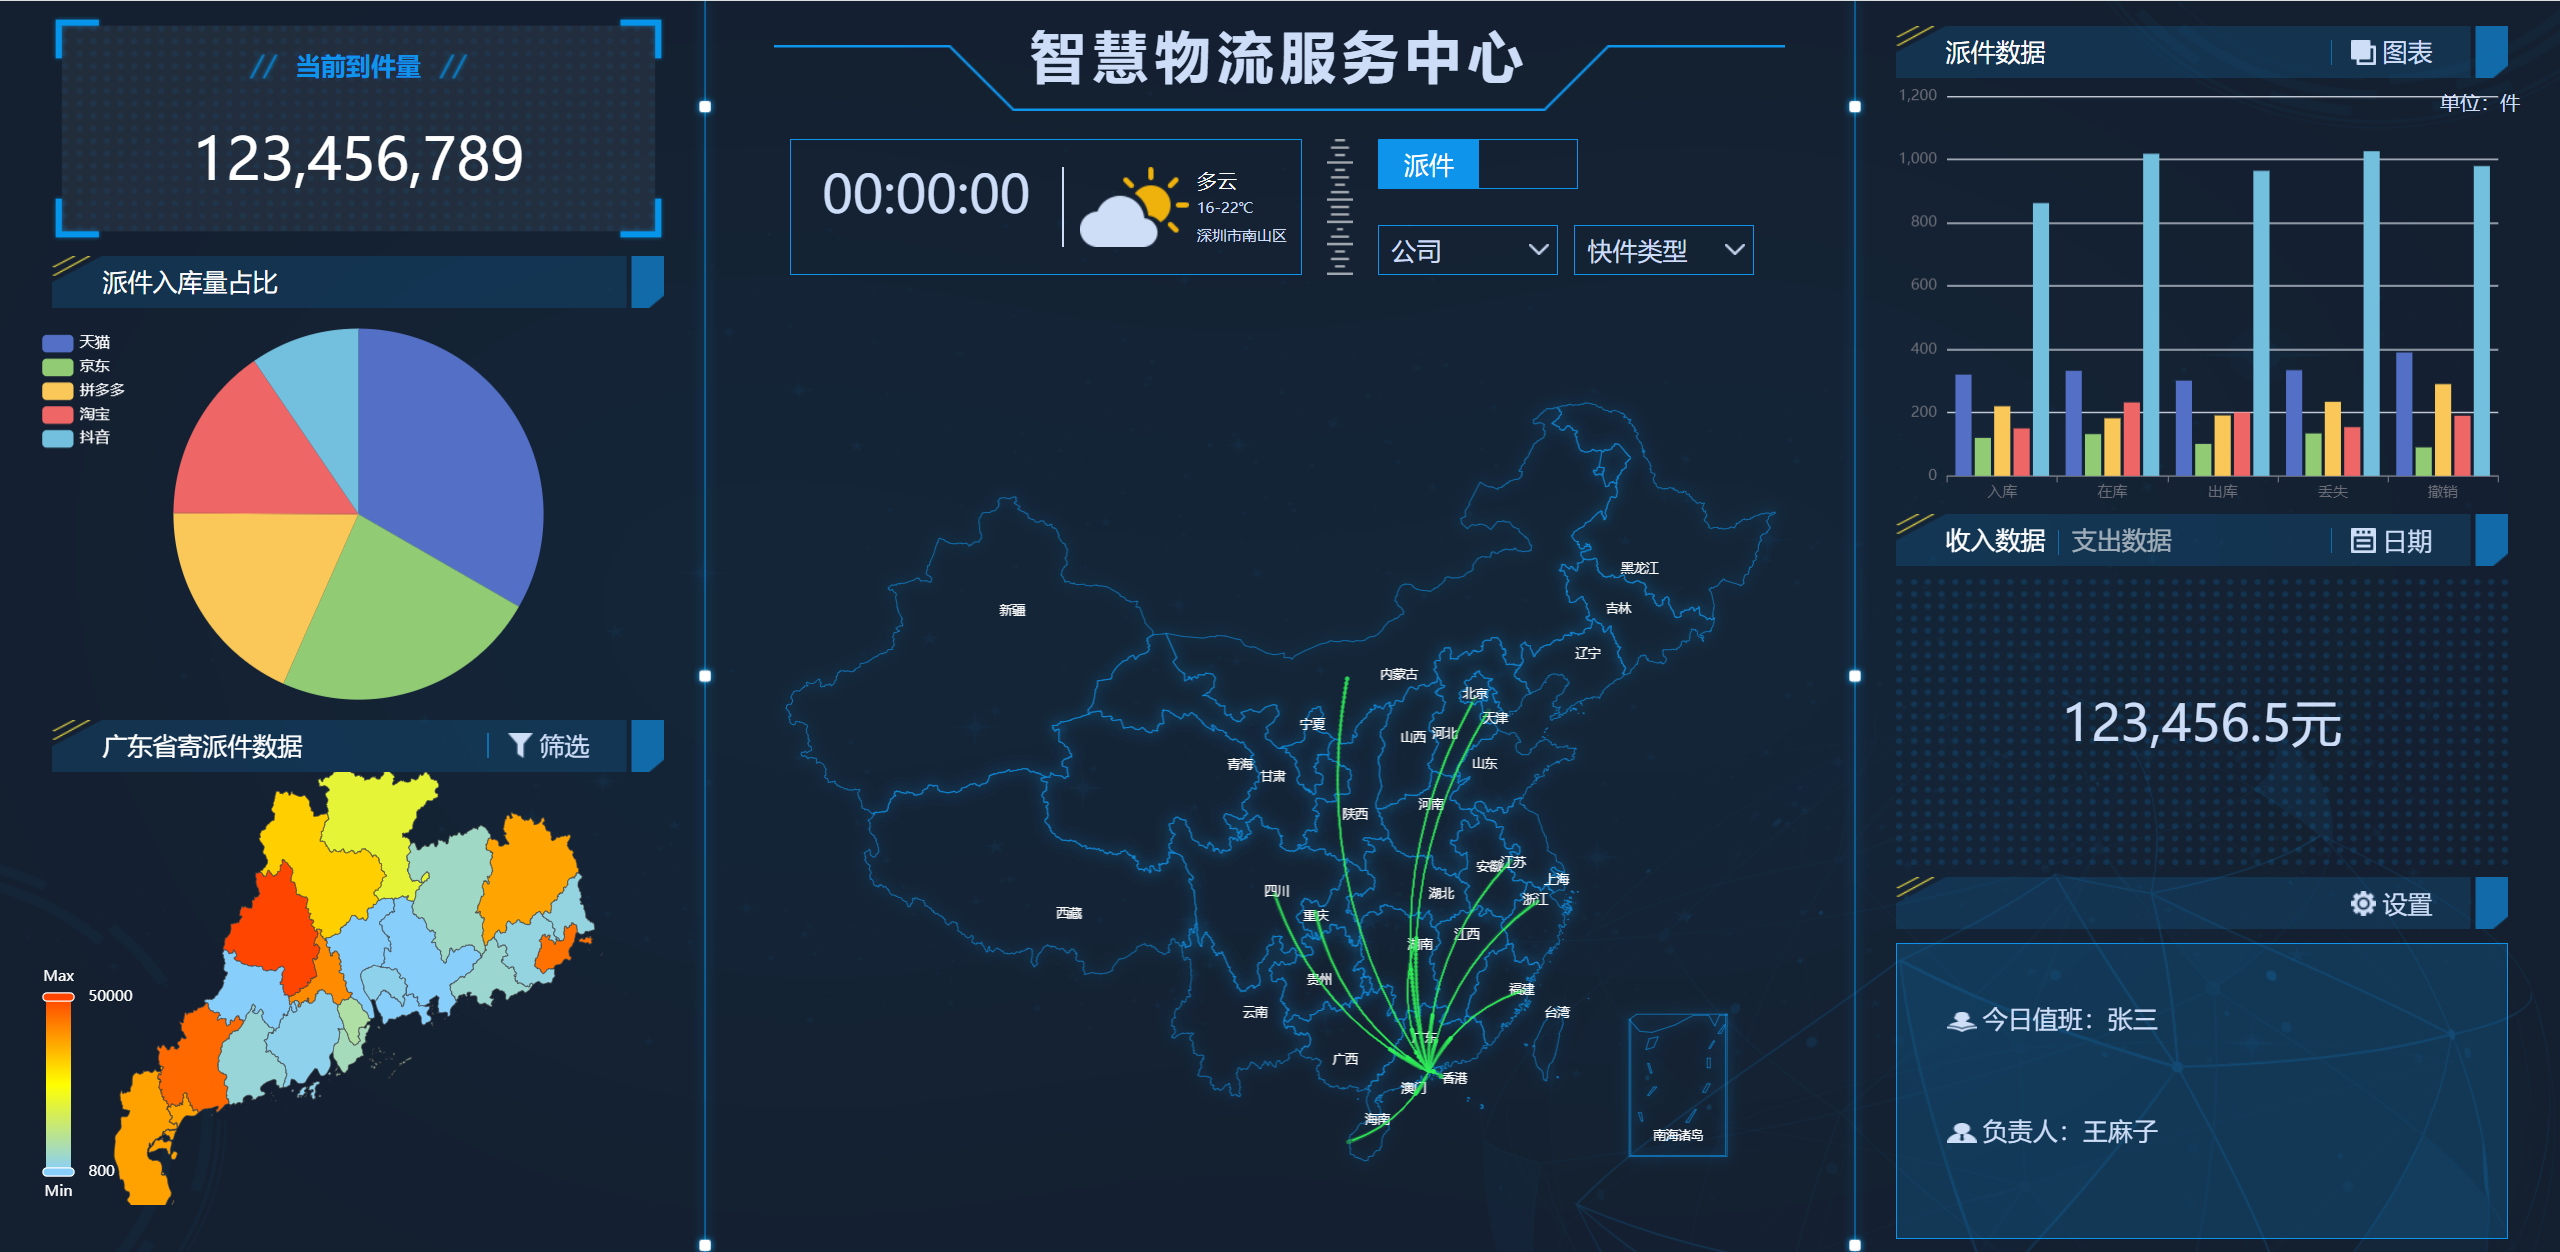 // 当前到件量 //
123,456,789
派件入库量占比
天猫
京东
拼多多
淘宝
抖音
广东省寄派件数据
筛选
Max
50000
800
Min
智慧物流服务中心
00:00:00
多云
16-22℃
深圳市南山区
派件
公司
快件类型
黑龙江
新疆
吉林
辽宁
内蒙古
北京
天津
宁夏
山西
河北
青海
甘肃
山东
河南
陕西
安徽
江苏
上海
四川
湖北
浙江
重庆
西藏
湖南
江西
贵州
福建
云南
台湾
广东
广西
香港
澳门
海南
南海诸岛
派件数据
图表
单位：件
1,200
1,000
800
600
400
200
0
入库
在库
出库
丢失
撤销
收入数据
支出数据
日期
123,456.5元
设置
今日值班：张三
负责人：王麻子